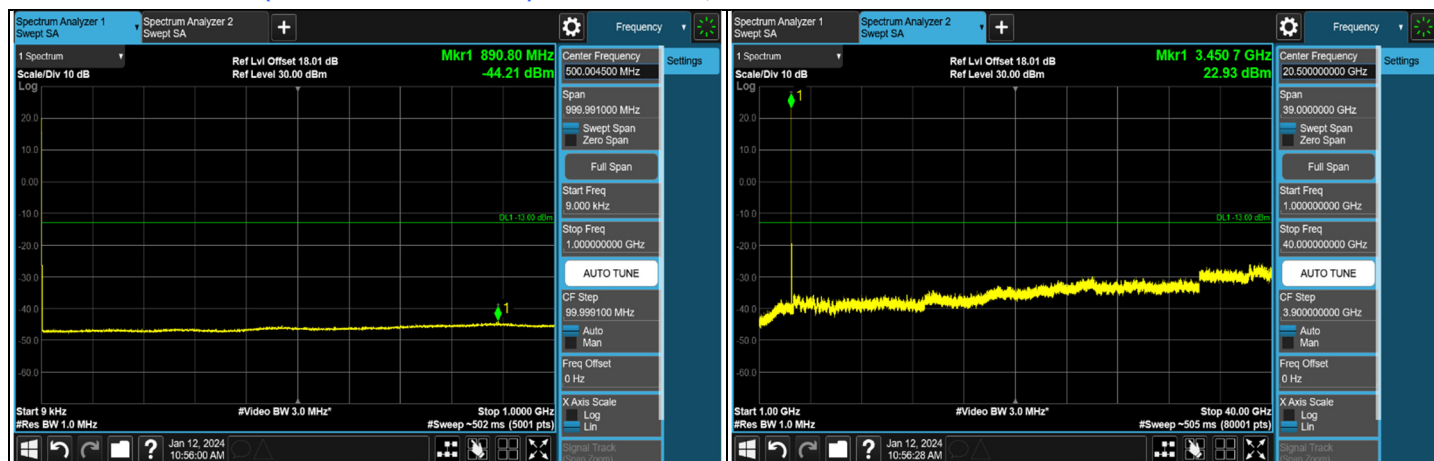 Spectrum Analyzer 1
Swept SA
Spectrum Analyzer 2
Swept SA
Frequency
1 Spectrum
Ref Lvl Offset 18.01 dB
Mkr1 890.80 MHz
Scale/Div 10 dB
Ref Level 30.00 dBm
-44.21 dBm
Log
1
20.0
10.0
0.00
-10.0
DL1 -13.00 dBm
-20.0
-30.0
-40.0
-50.0
-60.0
Start 9 kHz
#Video BW 3.0 MHz*
Stop 1.0000 GHz
#Res BW 1.0 MHz
#Sweep ~502 ms (5001 pts)
Center Frequency
500.004500 MHz
Settings
Span
999.991000 MHz
Swept Span
Zero Span
Full Span
Start Freq
9.000 kHz
Stop Freq
1.000000000 GHz
AUTO TUNE
CF Step
99.999100 MHz
Auto
Man
Freq Offset
0 Hz
X Axis Scale
Log
Lin
Signal Track
(Span Zoom)
?
Jan 12, 2024
10:56:00 AM
Spectrum Analyzer 1
Swept SA
Spectrum Analyzer 2
Swept SA
Frequency
1 Spectrum
Ref Lvl Offset 18.01 dB
Mkr1 3.450 7 GHz
Scale/Div 10 dB
Ref Level 30.00 dBm
22.93 dBm
Log
1
20.0
10.0
0.00
-10.0
DL1 -13.00 dBm
-20.0
-30.0
-40.0
-50.0
-60.0
Start 1.00 GHz
#Video BW 3.0 MHz*
Stop 40.00 GHz
#Res BW 1.0 MHz
#Sweep ~505 ms (80001 pts)
Center Frequency
20.500000000 GHz
Settings
Span
39.0000000 GHz
Swept Span
Zero Span
Full Span
Start Freq
1.000000000 GHz
Stop Freq
40.000000000 GHz
AUTO TUNE
CF Step
3.900000000 GHz
Auto
Man
Freq Offset
0 Hz
X Axis Scale
Log
Lin
Signal Track
(Span Zoom)
?
Jan 12, 2024
10:56:28 AM